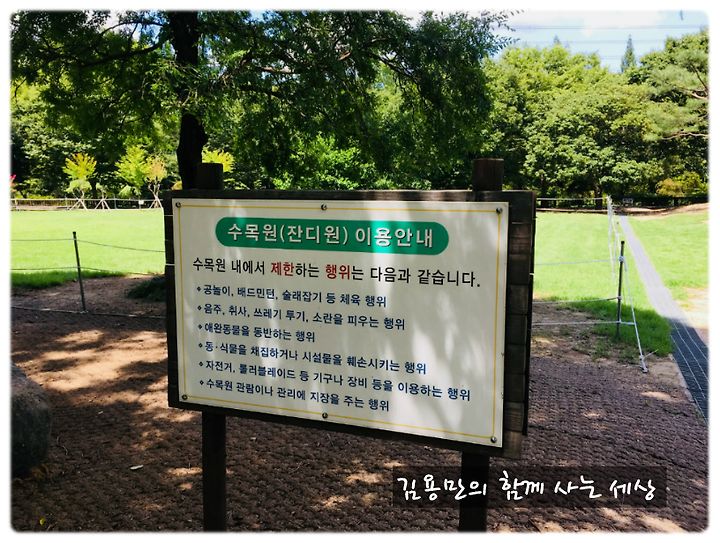 수목원(잔디원) 이용안내
수목원 내에서 제한하는 행위는 다음과 같습니다.
◦공놀이, 배드민턴, 술래잡기 등 체육 행위
◦음주, 취사, 쓰레기 투기, 소란을 피우는 행위
◦애완동물을 동반하는 행위
◦동·식물을 채집하거나 시설물을 훼손시키는 행위
◦자전거, 롤러블레이드 등 기구나 장비 등을 이용하는 행위
◦수목원 관람이나 관리에 지장을 주는 행위
김용만의 함께 사는 세상